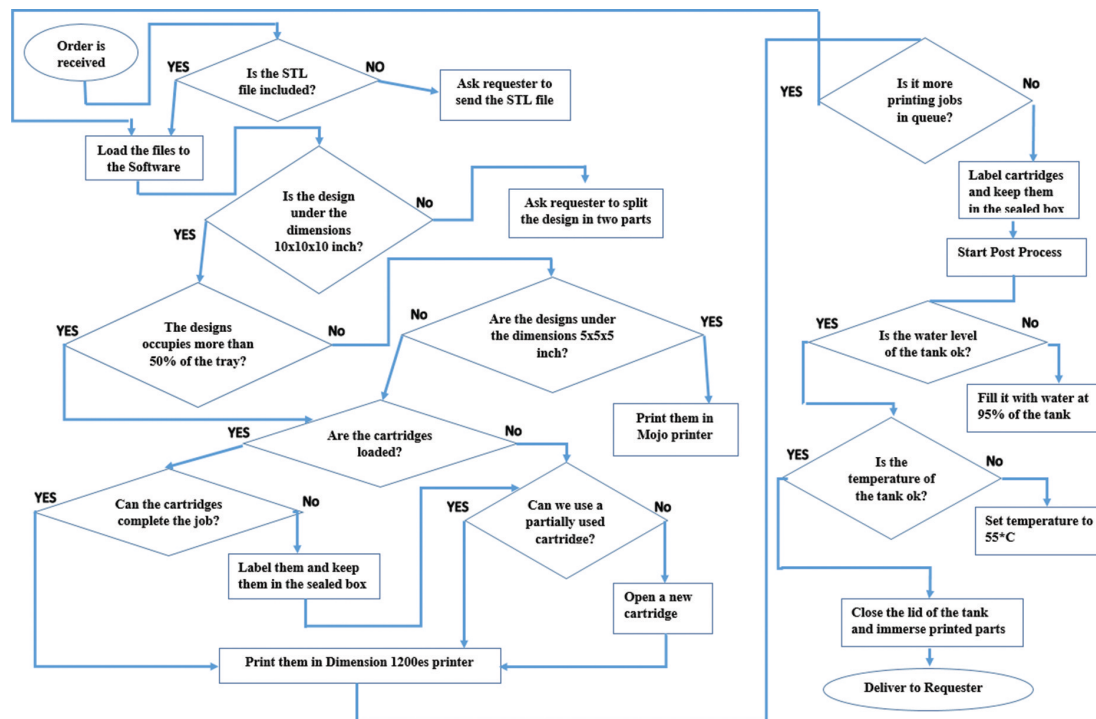 Order is
received
YES
Is the STL
file included?
NO
Ask requester to
send the STL file
Load the files to
the Software
Is the design
under the
dimensions
10x10x10 inch?
YES
No
Ask requester to split
the design in two parts
YES
The designs
occupies more than
50% of the tray?
No
No
Are the designs under
the dimensions 5x5x5
inch?
YES
Print them in
Mojo printer
YES
Are the cartridges
loaded?
No
YES
Can the cartridges
complete the job?
No
Label them and keep
them in the sealed box
YES
Can we use a
partially used
cartridge?
No
Open a new
cartridge
Print them in Dimension 1200es printer
YES
Is it more
printing jobs
in queue?
No
Label cartridges
and keep them
in the sealed box
Start Post Process
YES
Is the water level
of the tank ok?
No
Fill it with water at
95% of the tank
YES
Is the
temperature of
the tank ok?
No
Set temperature to
55*C
Close the lid of the tank
and immerse printed parts
Deliver to Requester